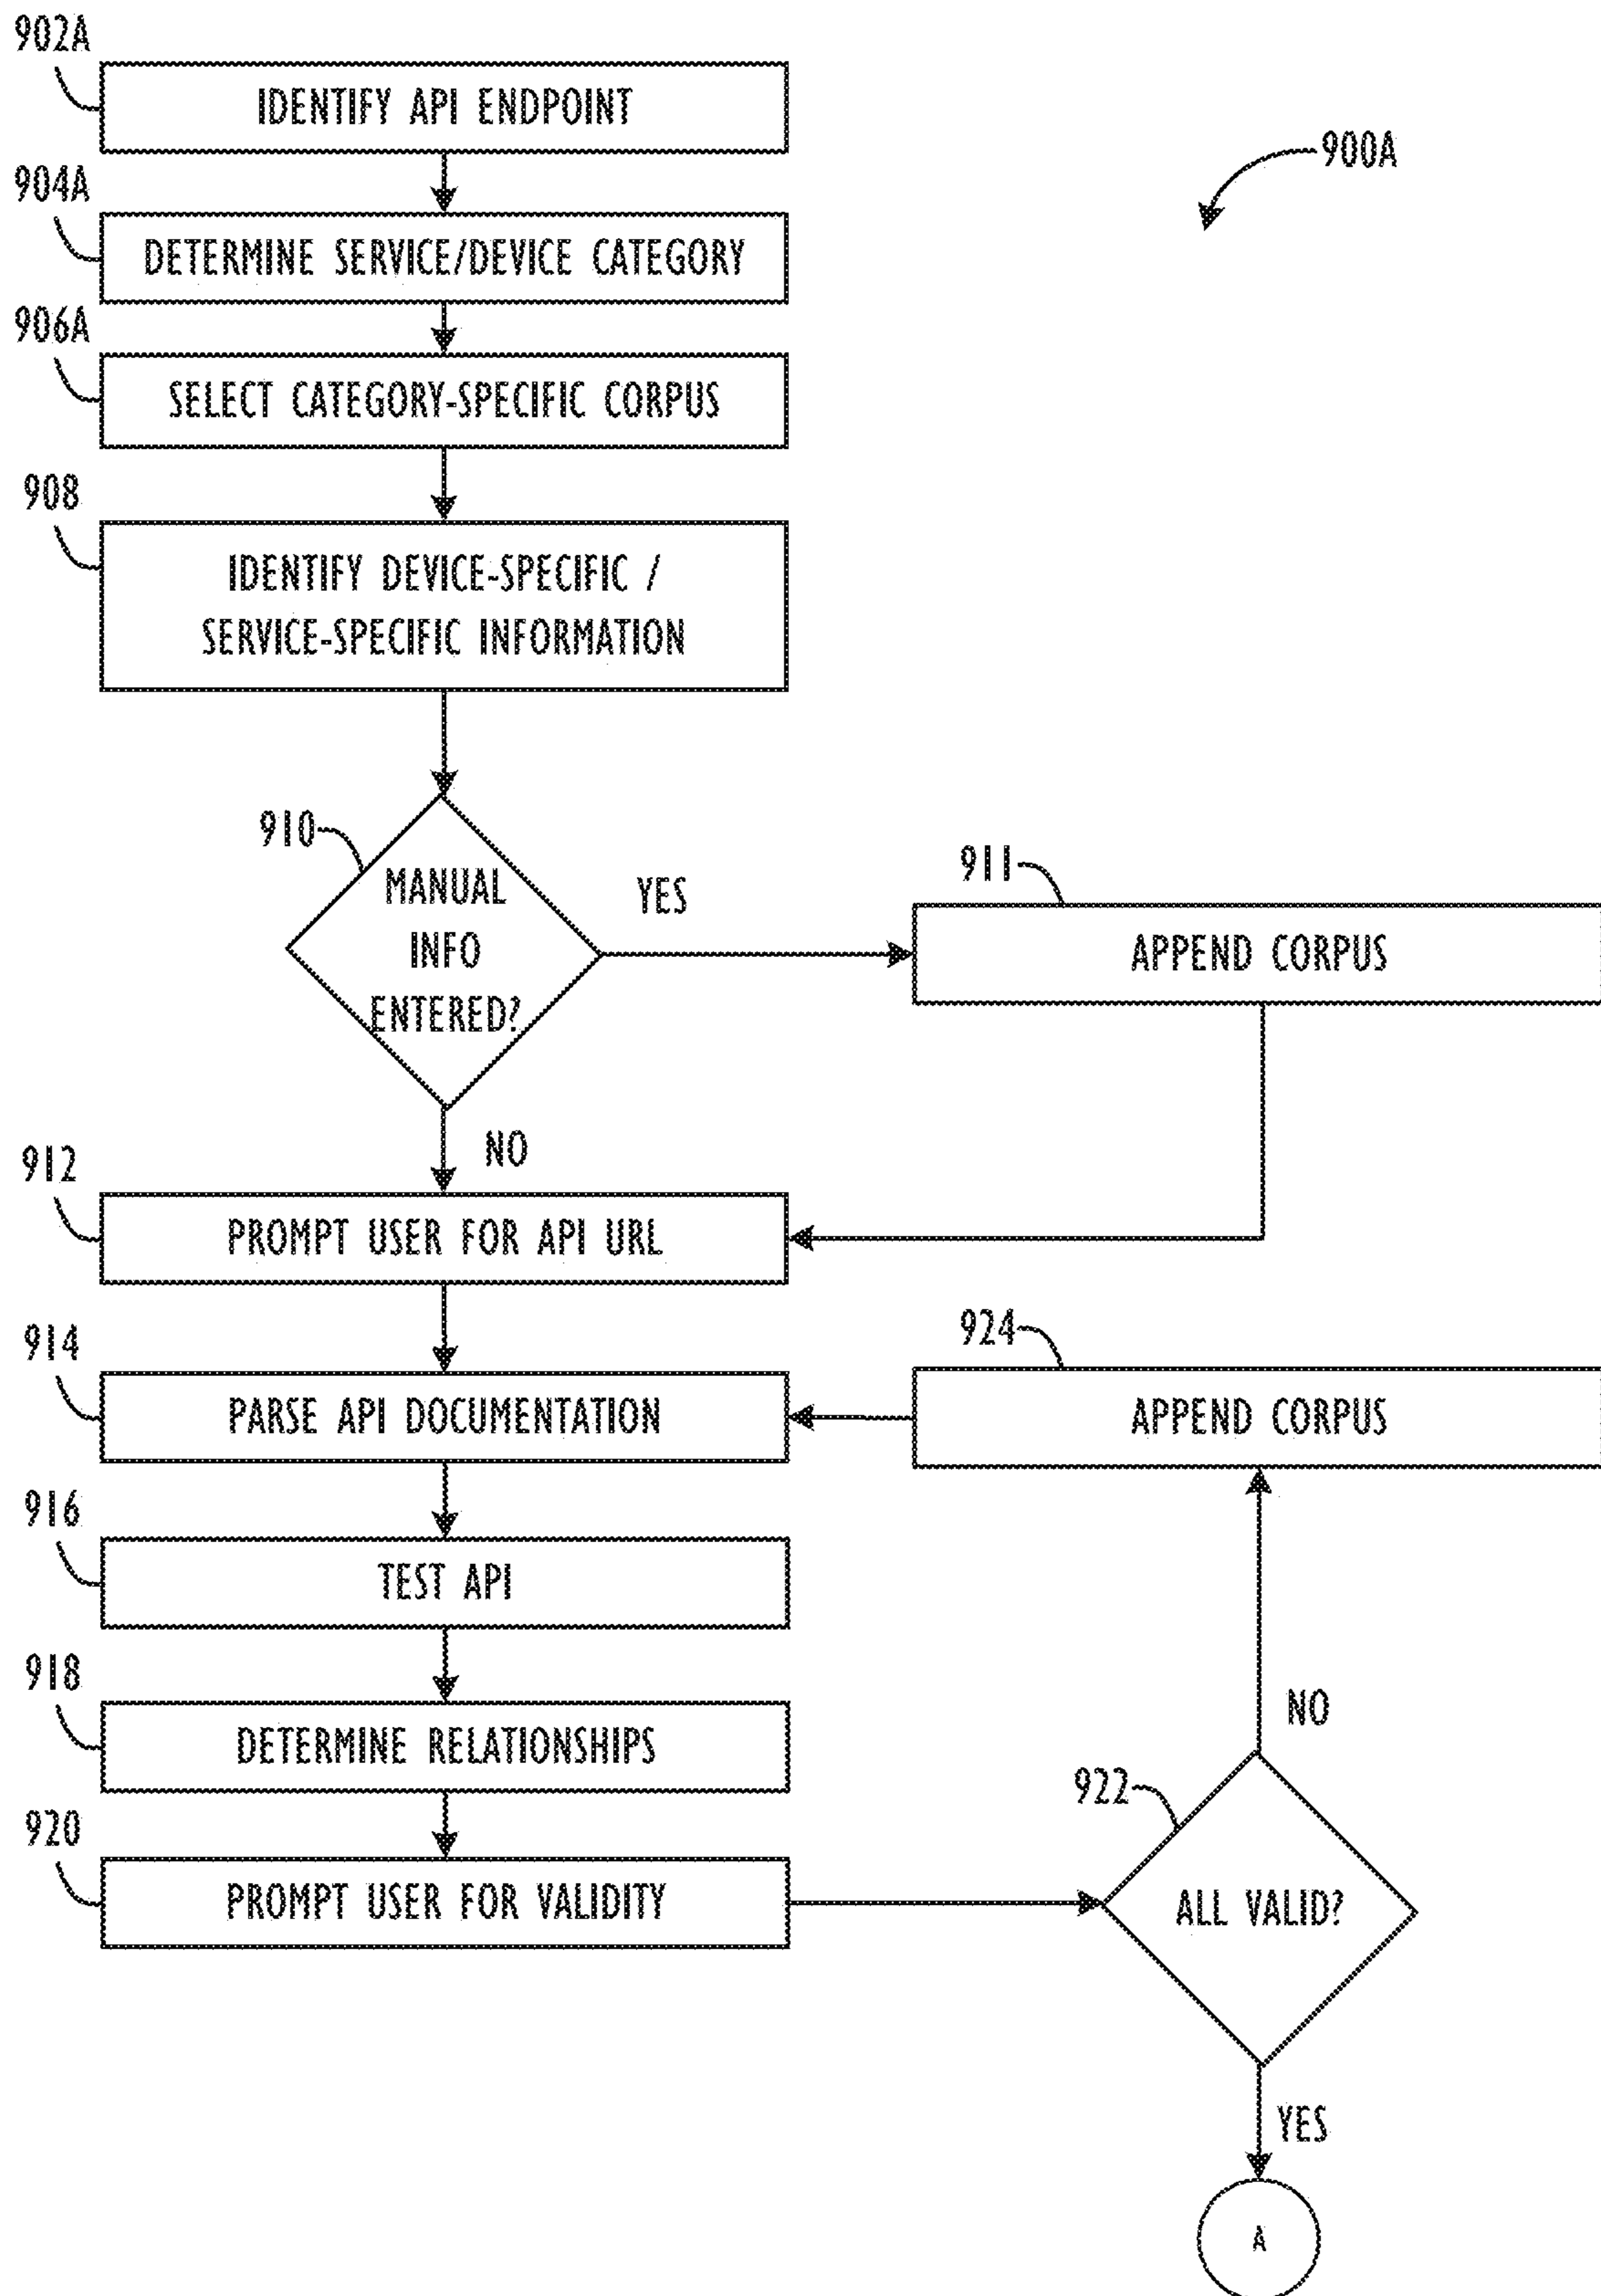 902A
IDENTIFY API ENDPOINT
900A
904A
DETERMINE SERVICE/DEVICE CATEGORY
906A
SELECT CATEGORY-SPECIFIC CORPUS
908
IDENTIFY DEVICE-SPECIFIC /
SERVICE-SPECIFIC INFORMATION
910
MANUAL
INFO
ENTERED?
YES
911
APPEND CORPUS
NO
912
PROMPT USER FOR API URL
914
PARSE API DOCUMENTATION
924
APPEND CORPUS
916
TEST API
918
DETERMINE RELATIONSHIPS
NO
920
PROMPT USER FOR VALIDITY
922
ALL VALID?
YES
A